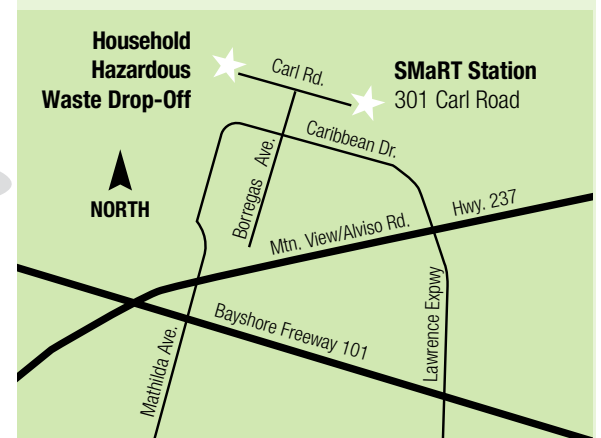 Household
Hazardous
Waste Drop-Off
Carl Rd.
SMaRT Station
301 Carl Road
Caribbean Dr.
Borregas Ave.
NORTH
Hwy. 237
Mtn. View/Alviso Rd.
Lawrence Expwy
Bayshore Freeway 101
Mathilda Ave.